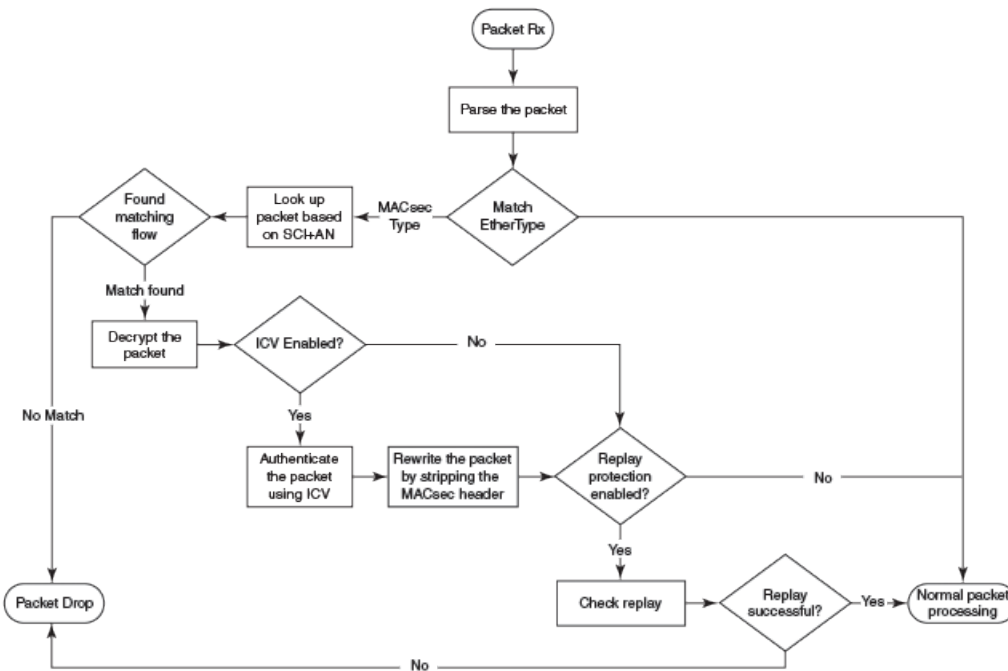 Packet Rx
Parse the packet
Match
EtherType
MACsec
Type
Look up
packet based
on SCI+AN
Found
matching
flow
Match found
Decrypt the
packet
ICV Enabled?
No
No Match
Yes
Authenticate
the packet
using ICV
Rewrite the packet
by stripping the
MACsec header
Replay
protection
enabled?
No
Yes
Check replay
Replay
successful?
Yes
Normal packet
processing
Packet Drop
No